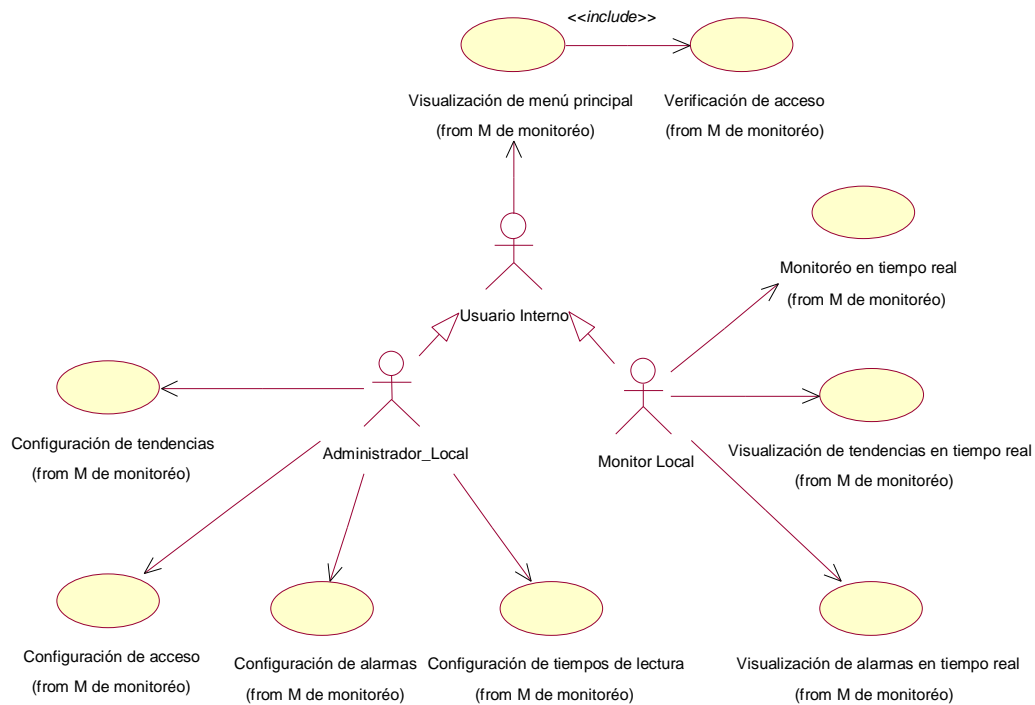 <<include>>
Visualización de menú principal
(from M de monitoréo)
Verificación de acceso
(from M de monitoréo)
Monitoréo en tiempo real
(from M de monitoréo)
Usuario Interno
Configuración de tendencias
(from M de monitoréo)
Administrador_Local
Monitor Local
Visualización de tendencias en tiempo real
(from M de monitoréo)
Configuración de acceso
(from M de monitoréo)
Configuración de alarmas
(from M de monitoréo)
Configuración de tiempos de lectura
(from M de monitoréo)
Visualización de alarmas en tiempo real
(from M de monitoréo)